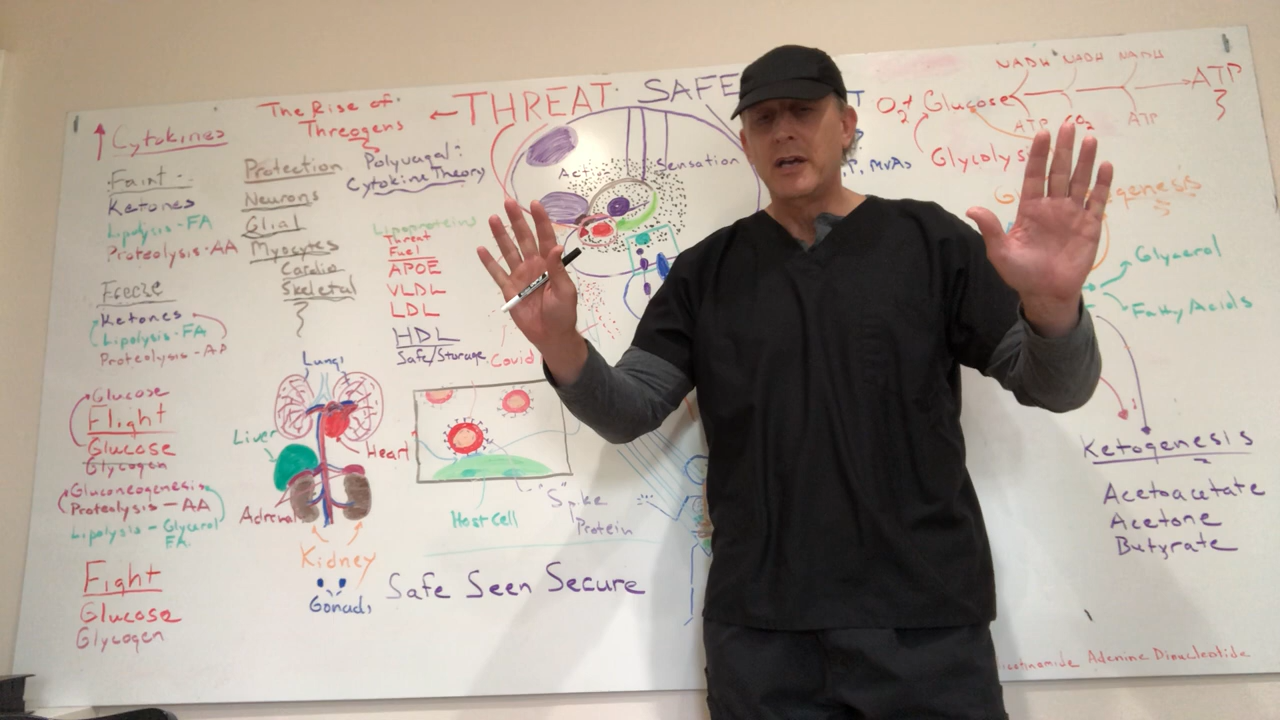 ↑ Cytokines
Faint
Ketones
Lipolysis-FA
Proteolysis-AA
Freeze
Ketones
Lipolysis-FA
Proteolysis-AA
Glucose
Flight
Glucose
Glycogen
Gluconeogenesis
Proteolysis - AA
Lipolysis - Glycerol
FA
Fight
Glucose
Glycogen
The Rise of
Threogens
Protection
Neurons
Glial
Myocytes
Cardio
Skeletal
Polyvagal:
Cytokine Theory
← THREAT
SAFE
Act
Sensation
Lipoproteins
Threat
Fuel
APOE
VLDL
LDL
HDL
Safe/Storage
Covid
Lungs
Liver
Heart
Adrenal
Kidney
Gonads
Host Cell
"S" Spike
Protein
Safe Seen Secure
P, MVAs
NADH NADH NADH
O2+ Glucose
ATP
ATP CO2 ATP
Glycerol
Fatty Acids
Ketogenesis
Acetoacetate
Acetone
Butyrate
Adenine Dinucleotide